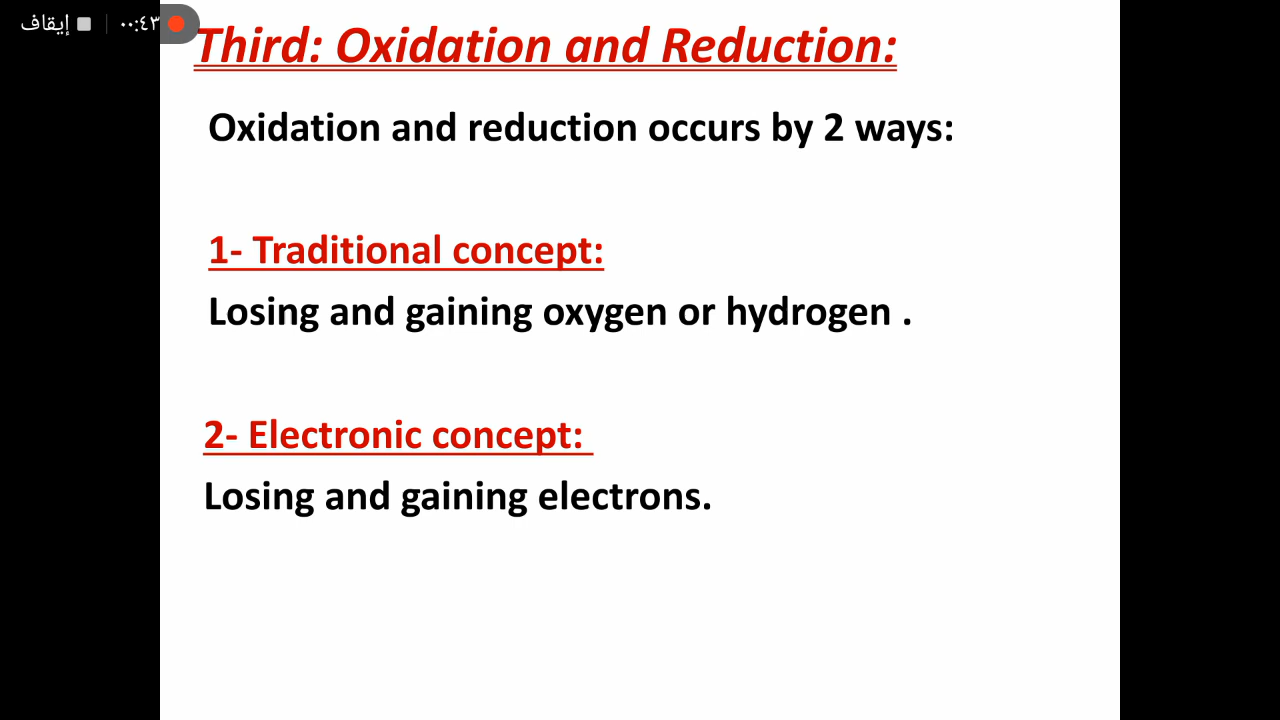 إيقاف ٠٠:٤٣
Third: Oxidation and Reduction:
Oxidation and reduction occurs by 2 ways:
1- Traditional concept:
Losing and gaining oxygen or hydrogen .
2- Electronic concept:
Losing and gaining electrons.